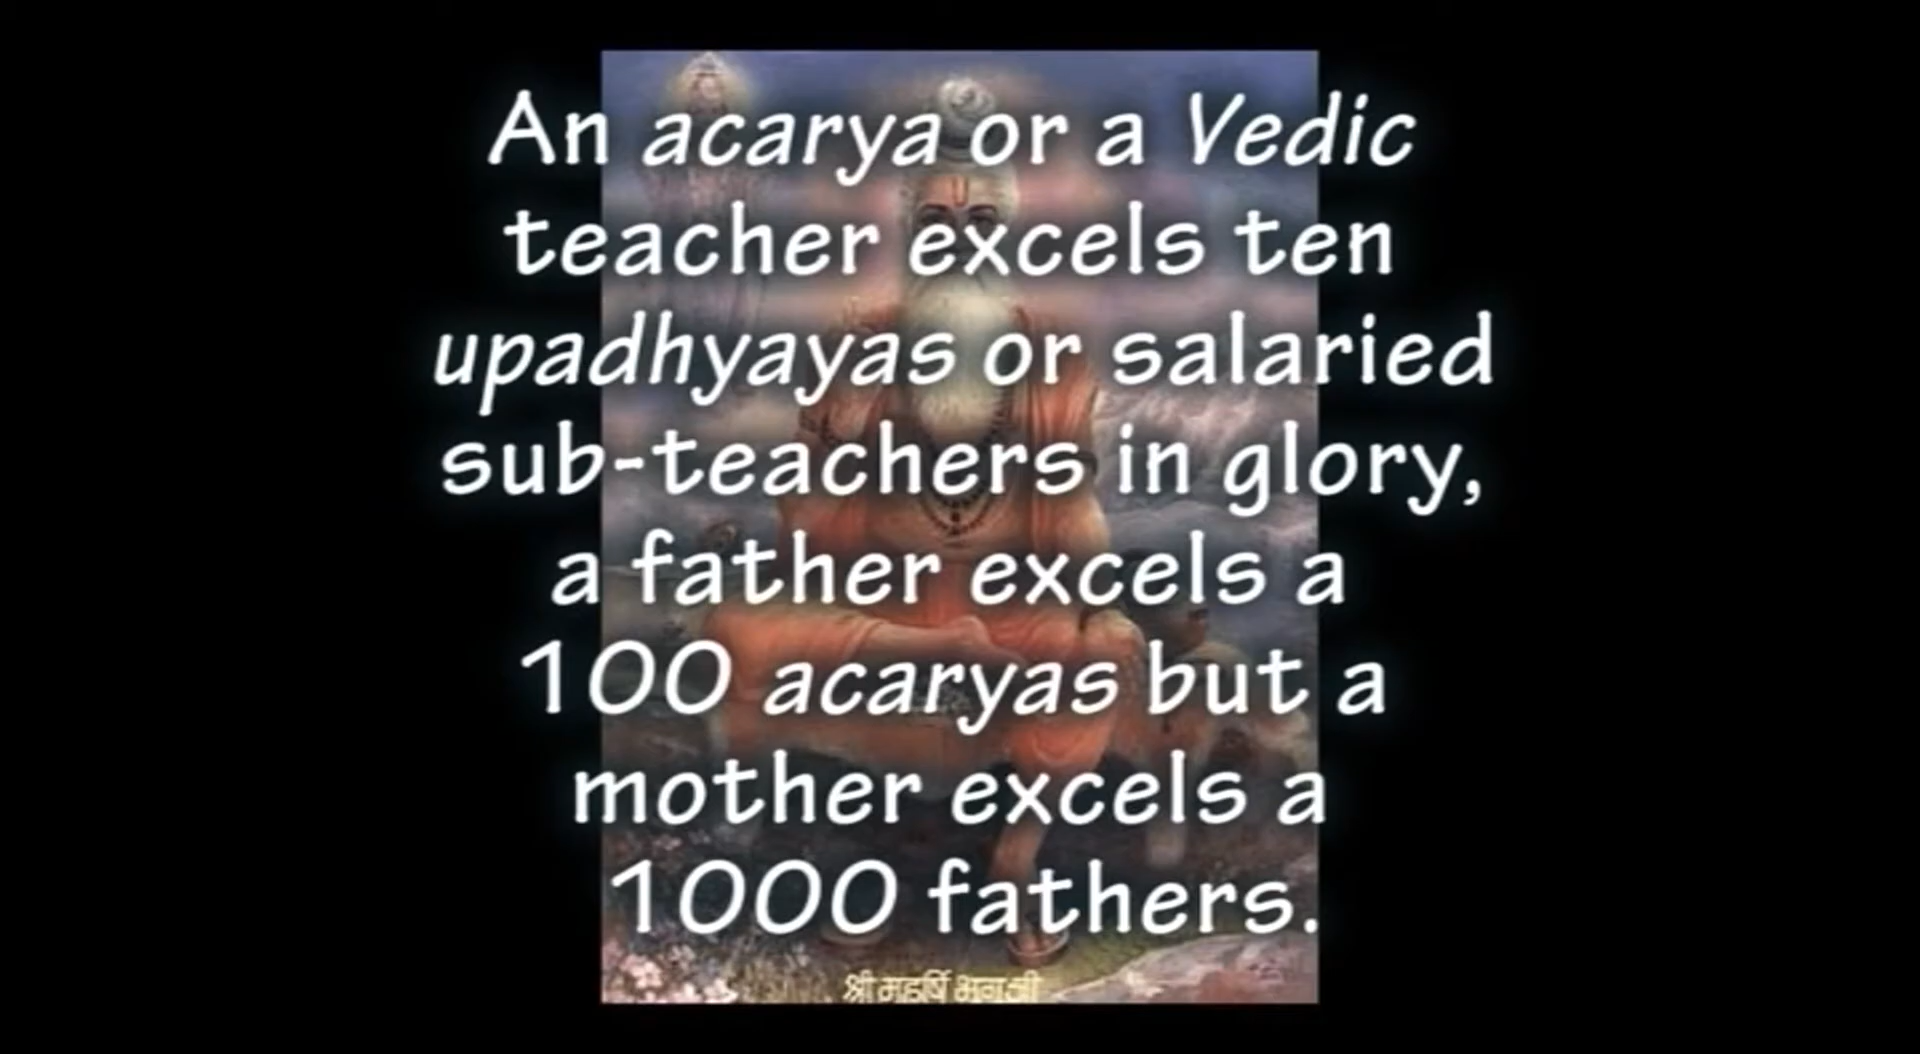 An acarya or a Vedic
teacher excels ten
upadhyayas or salaried
sub-teachers in glory,
a father excels a
100 acaryas but a
mother excels a
1000 fathers.
श्री महर्षि भृगु जी